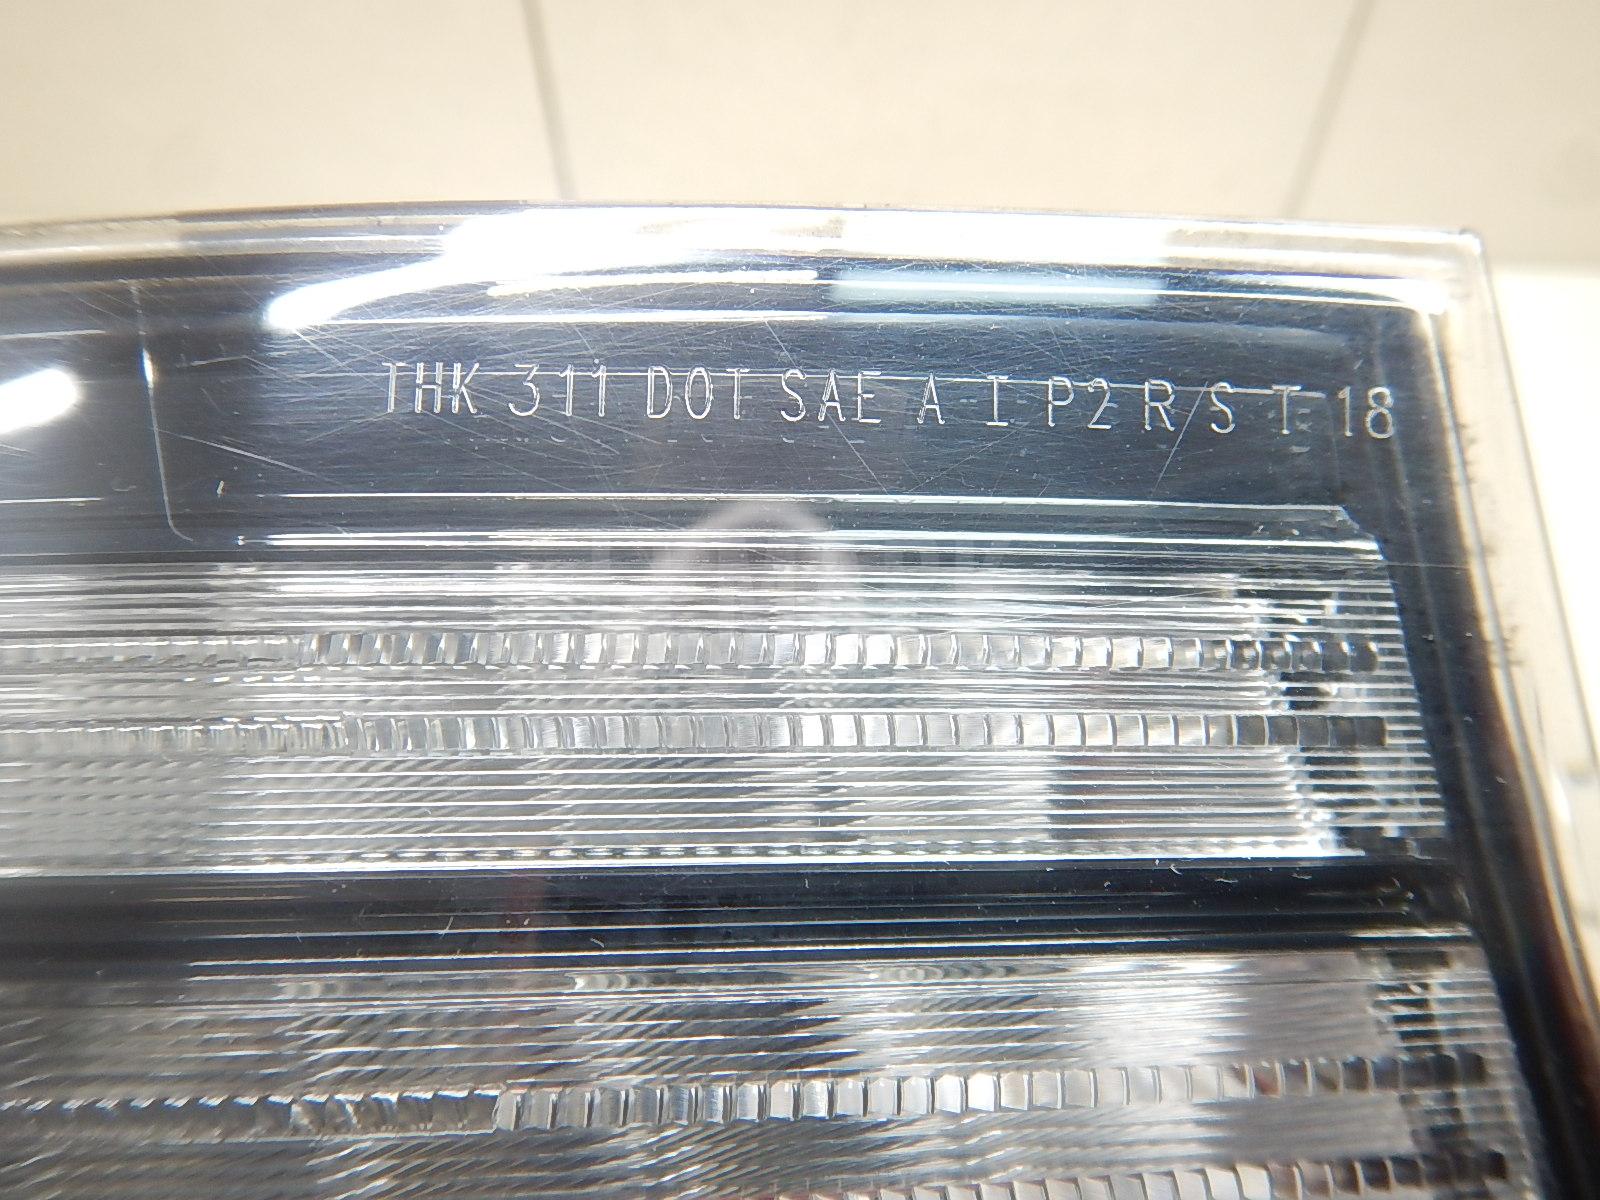 THK 311 DOT SAE A I P2 R/S T 18